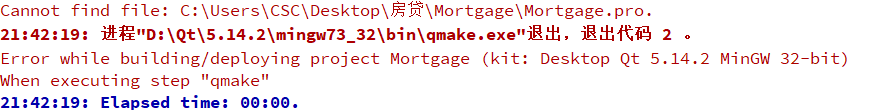 Cannot find file: C:\Users\CSC\Desktop\房贷\Mortgage\Mortgage.pro.
21:42:19: 进程"D:\Qt\5.14.2\mingw73_32\bin\qmake.exe"退出，退出代码 2 。
Error while building/deploying project Mortgage (kit: Desktop Qt 5.14.2 MinGW 32-bit)
When executing step "qmake"
21:42:19: Elapsed time: 00:00.